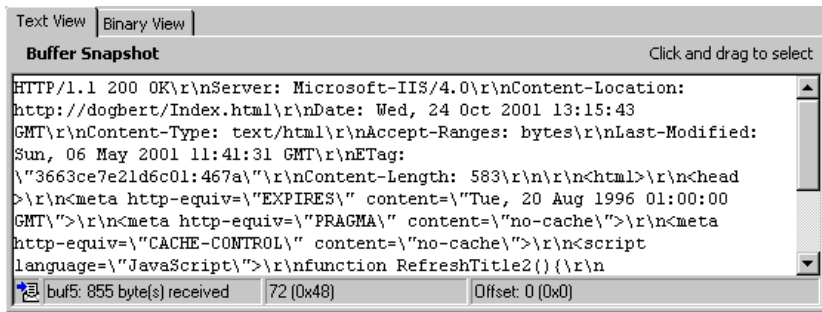 Text View Binary View
Buffer Snapshot Click and drag to select
HTTP/1.1 200 OK\r\nServer: Microsoft-IIS/4.0\r\nContent-Location:
http://dogbert/Index.html\r\nDate: Wed, 24 Oct 2001 13:15:43
GMT\r\nContent-Type: text/html\r\nAccept-Ranges: bytes\r\nLast-Modified:
Sun, 06 May 2001 11:41:31 GMT\r\nETag:
\"3663ce7e21d6c01:467a\"\r\nContent-Length: 583\r\n\r\n<html>\r\n<head
>\r\n<meta http-equiv=\"EXPIRES\" content=\"Tue, 20 Aug 1996 01:00:00
GMT\">\r\n<meta http-equiv=\"PRAGMA\" content=\"no-cache\">\r\n<meta
http-equiv=\"CACHE-CONTROL\" content=\"no-cache\">\r\n<script
language=\"JavaScript\">\r\nfunction RefreshTitle2(){\r\n
buf5: 855 byte(s) received 72 (0x48) Offset: 0 (0x0)